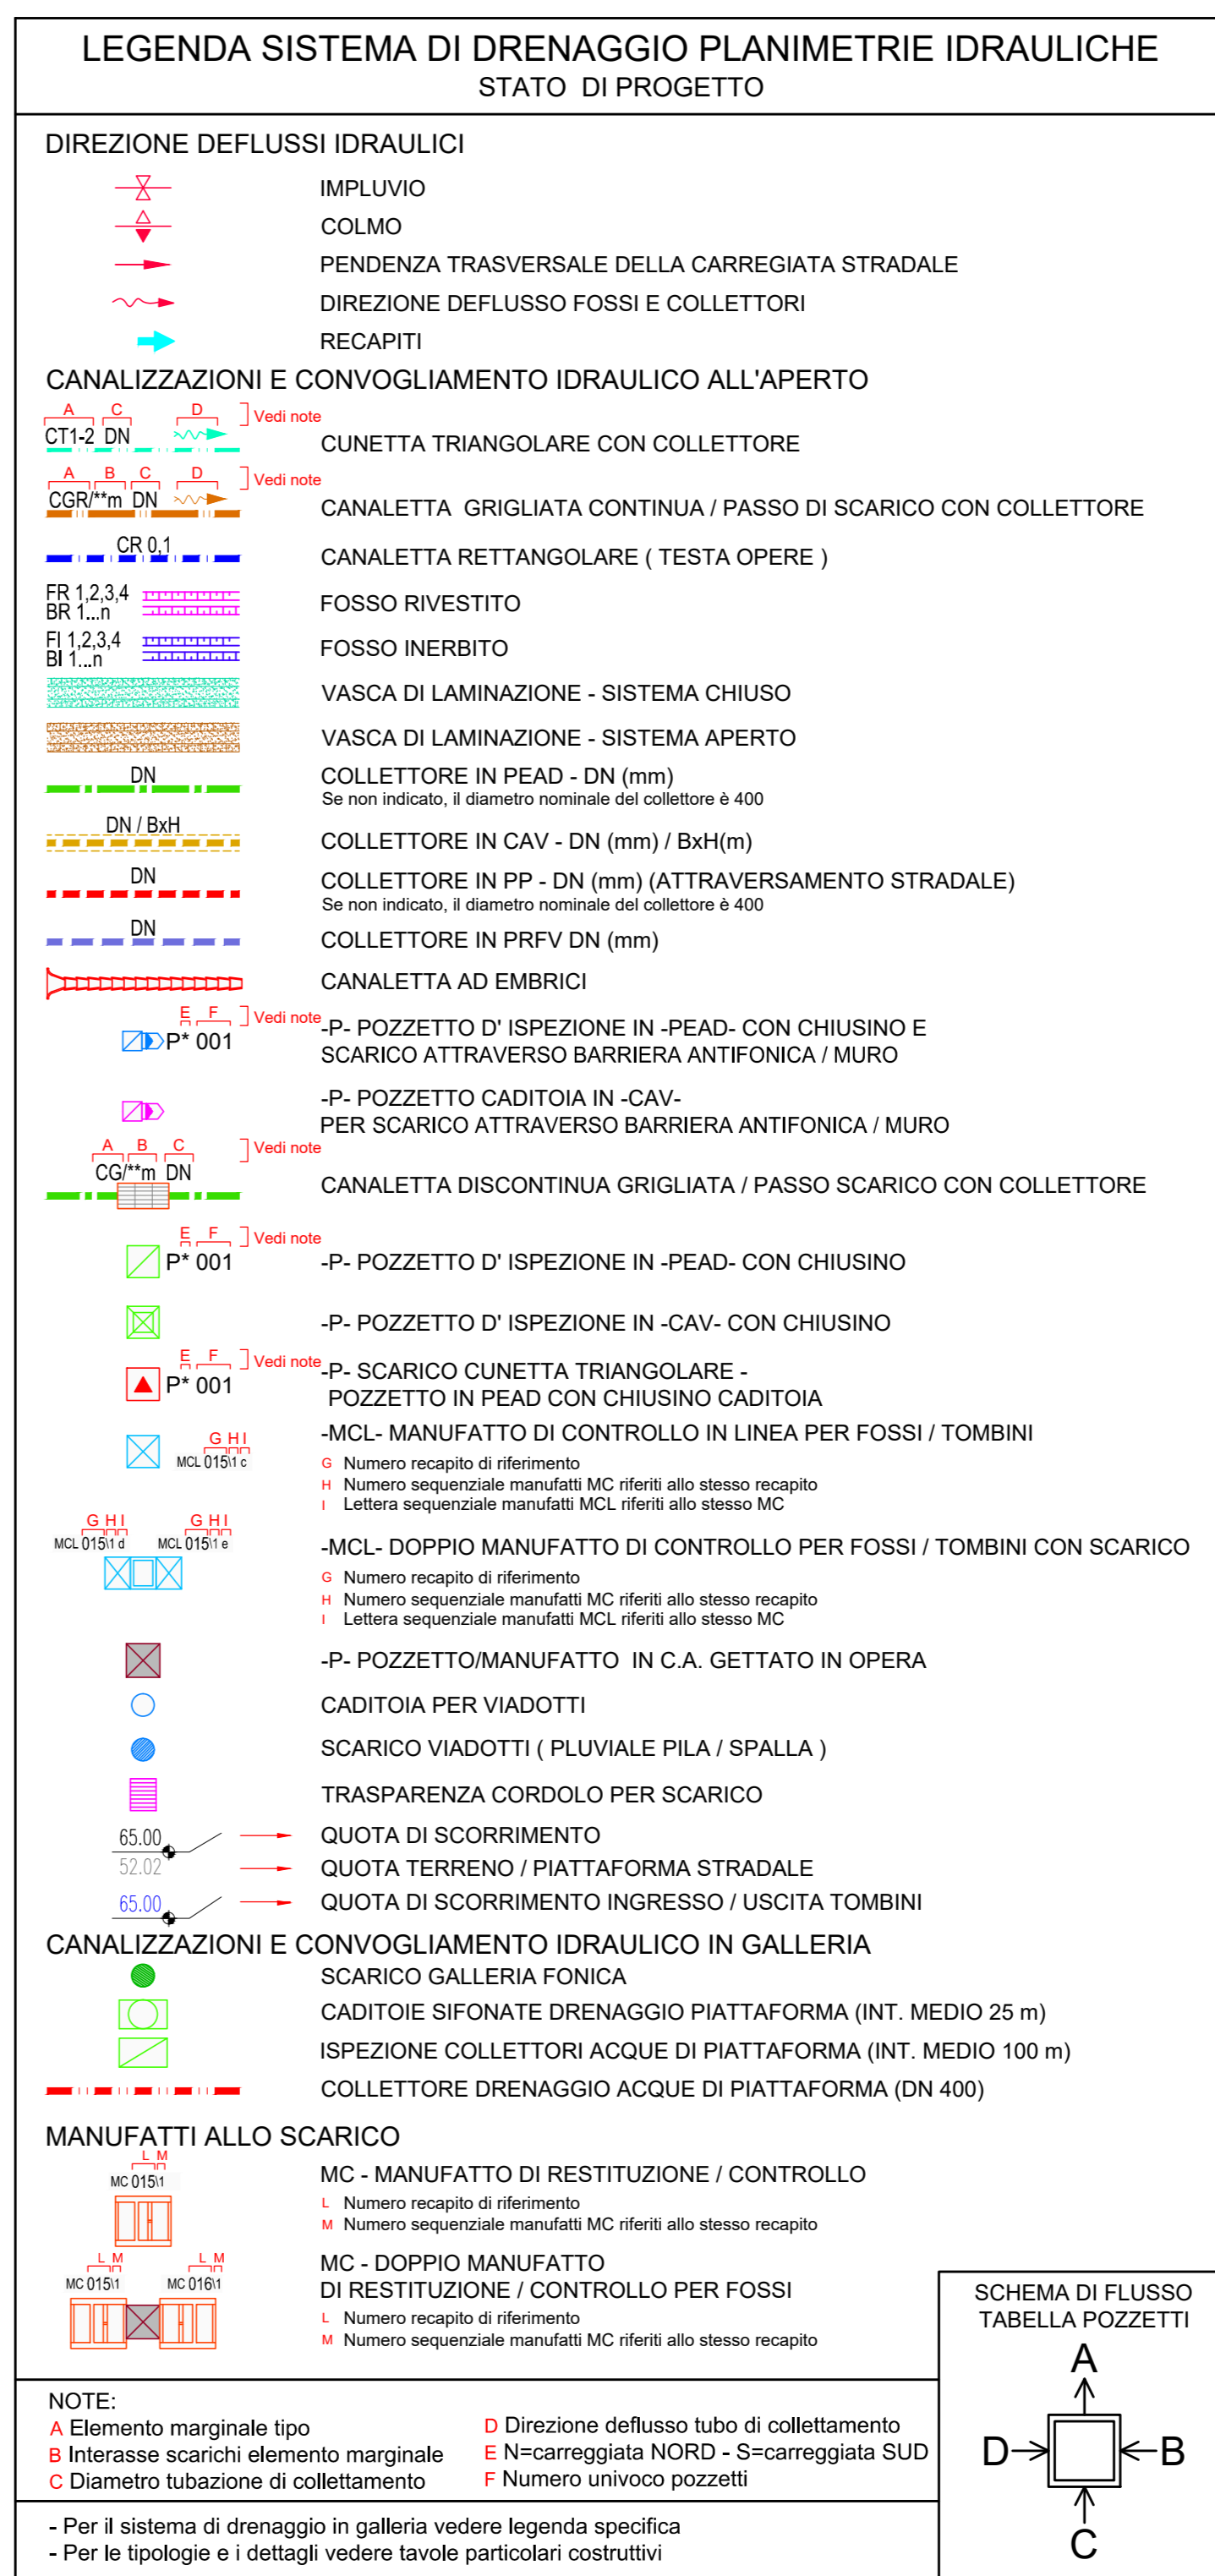 LEGENDA SISTEMA DI DRENAGGIO PLANIMETRIE IDRAULICHE
STATO DI PROGETTO
DIREZIONE DEFLUSSI IDRAULICI
IMPLUVIO
COLMO
PENDENZA TRASVERSALE DELLA CARREGIATA STRADALE
DIREZIONE DEFLUSSO FOSSI E COLLETTORI
RECAPITI
CANALIZZAZIONI E CONVOGLIAMENTO IDRAULICO ALL'APERTO
A C D Vedi note
CT1-2 DN
CUNETTA TRIANGOLARE CON COLLETTORE
A B C D Vedi note
CGR/**m DN
CANALETTA GRIGLIATA CONTINUA / PASSO DI SCARICO CON COLLETTORE
CR 0,1
CANALETTA RETTANGOLARE ( TESTA OPERE )
FR 1,2,3,4
BR 1...n
FOSSO RIVESTITO
FI 1,2,3,4
BI 1...n
FOSSO INERBITO
VASCA DI LAMINAZIONE - SISTEMA CHIUSO
VASCA DI LAMINAZIONE - SISTEMA APERTO
DN
COLLETTORE IN PEAD - DN (mm)
Se non indicato, il diametro nominale del collettore è 400
DN / BxH
COLLETTORE IN CAV - DN (mm) / BxH(m)
DN
COLLETTORE IN PP - DN (mm) (ATTRAVERSAMENTO STRADALE)
Se non indicato, il diametro nominale del collettore è 400
DN
COLLETTORE IN PRFV DN (mm)
CANALETTA AD EMBRICI
E F Vedi note
P* 001
-P- POZZETTO D' ISPEZIONE IN -PEAD- CON CHIUSINO E
SCARICO ATTRAVERSO BARRIERA ANTIFONICA / MURO
-P- POZZETTO CADITOIA IN -CAV-
PER SCARICO ATTRAVERSO BARRIERA ANTIFONICA / MURO
A B C Vedi note
CG/**m DN
CANALETTA DISCONTINUA GRIGLIATA / PASSO SCARICO CON COLLETTORE
E F Vedi note
P* 001
-P- POZZETTO D' ISPEZIONE IN -PEAD- CON CHIUSINO
-P- POZZETTO D' ISPEZIONE IN -CAV- CON CHIUSINO
E F Vedi note
P* 001
-P- SCARICO CUNETTA TRIANGOLARE -
POZZETTO IN PEAD CON CHIUSINO CADITOIA
G H I
MCL 015\1 c
-MCL- MANUFATTO DI CONTROLLO IN LINEA PER FOSSI / TOMBINI
G Numero recapito di riferimento
H Numero sequenziale manufatti MC riferiti allo stesso recapito
I Lettera sequenziale manufatti MCL riferiti allo stesso MC
G H I G H I
MCL 015\1 d MCL 015\1 e
-MCL- DOPPIO MANUFATTO DI CONTROLLO PER FOSSI / TOMBINI CON SCARICO
G Numero recapito di riferimento
H Numero sequenziale manufatti MC riferiti allo stesso recapito
I Lettera sequenziale manufatti MCL riferiti allo stesso MC
-P- POZZETTO/MANUFATTO IN C.A. GETTATO IN OPERA
CADITOIA PER VIADOTTI
SCARICO VIADOTTI ( PLUVIALE PILA / SPALLA )
TRASPARENZA CORDOLO PER SCARICO
65.00
QUOTA DI SCORRIMENTO
52.02
QUOTA TERRENO / PIATTAFORMA STRADALE
65.00
QUOTA DI SCORRIMENTO INGRESSO / USCITA TOMBINI
CANALIZZAZIONI E CONVOGLIAMENTO IDRAULICO IN GALLERIA
SCARICO GALLERIA FONICA
CADITOIE SIFONATE DRENAGGIO PIATTAFORMA (INT. MEDIO 25 m)
ISPEZIONE COLLETTORI ACQUE DI PIATTAFORMA (INT. MEDIO 100 m)
COLLETTORE DRENAGGIO ACQUE DI PIATTAFORMA (DN 400)
MANUFATTI ALLO SCARICO
L M
MC 015\1
MC - MANUFATTO DI RESTITUZIONE / CONTROLLO
L Numero recapito di riferimento
M Numero sequenziale manufatti MC riferiti allo stesso recapito
L M L M
MC 015\1 MC 016\1
MC - DOPPIO MANUFATTO
DI RESTITUZIONE / CONTROLLO PER FOSSI
L Numero recapito di riferimento
M Numero sequenziale manufatti MC riferiti allo stesso recapito
SCHEMA DI FLUSSO
TABELLA POZZETTI
A
D B
C
NOTE:
A Elemento marginale tipo
B Interasse scarichi elemento marginale
C Diametro tubazione di collettamento
D Direzione deflusso tubo di collettamento
E N=carreggiata NORD - S=carreggiata SUD
F Numero univoco pozzetti
- Per il sistema di drenaggio in galleria vedere legenda specifica
- Per le tipologie e i dettagli vedere tavole particolari costruttivi